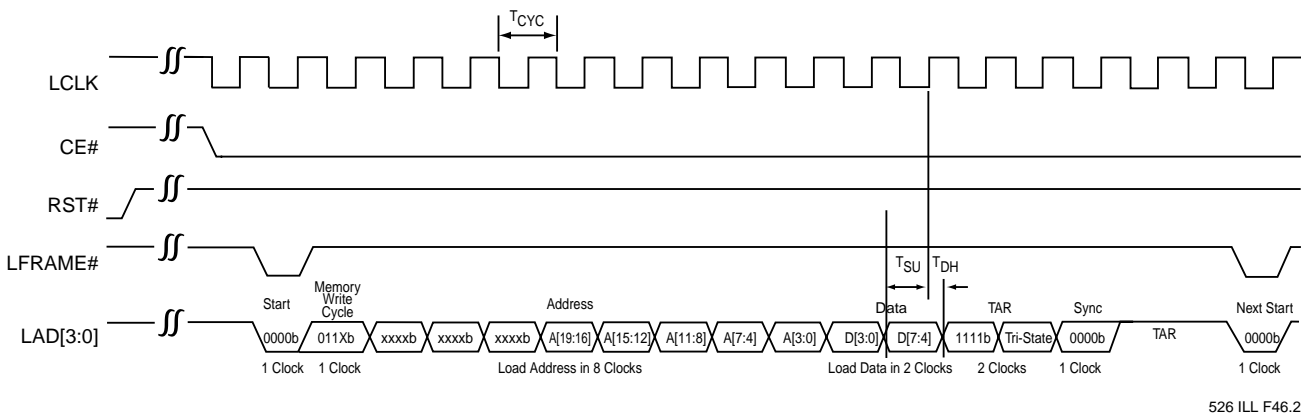 TCYC
LCLK
CE#
RST#
LFRAME#
TSU TDH
Start
Memory
Write
Cycle
Address
Data
TAR
Sync
Next Start
LAD[3:0]
0000b 011Xb xxxxb xxxxb xxxxb A[19:16] A[15:12] A[11:8] A[7:4] A[3:0] D[3:0] D[7:4] 1111b Tri-State 0000b TAR 0000b
1 Clock 1 Clock Load Address in 8 Clocks Load Data in 2 Clocks 2 Clocks 1 Clock 1 Clock
526 ILL F46.2